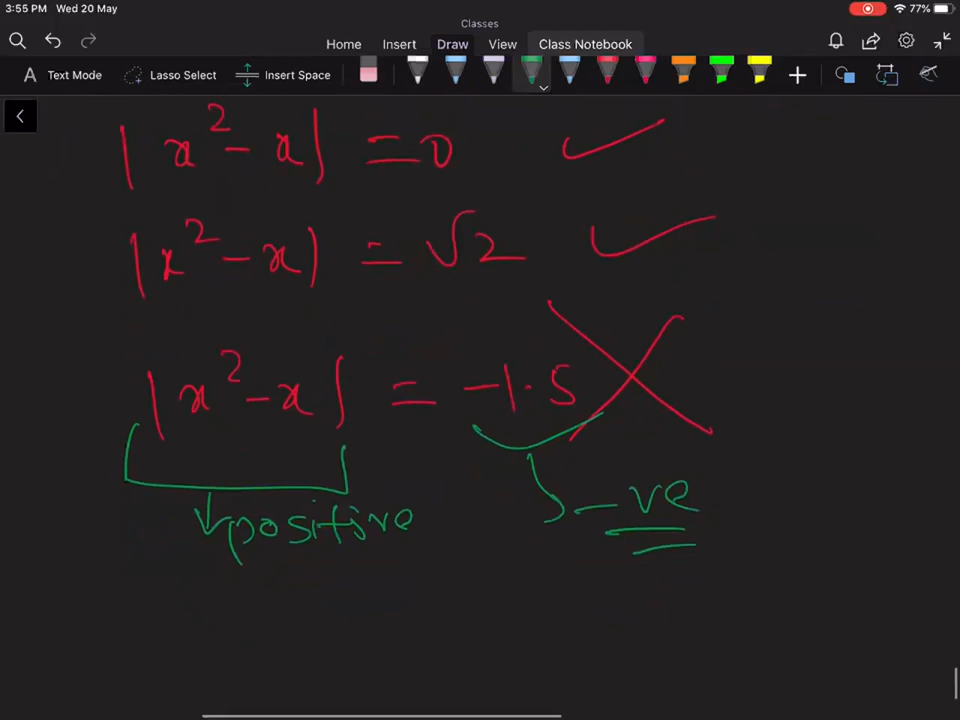 3:55 PM Wed 20 May 77%
Classes
Home Insert Draw View Class Notebook
A Text Mode Lasso Select Insert Space
|x² - x| = 0
|x² - x| = √2
|x² - x| = -1.5
positive -ve